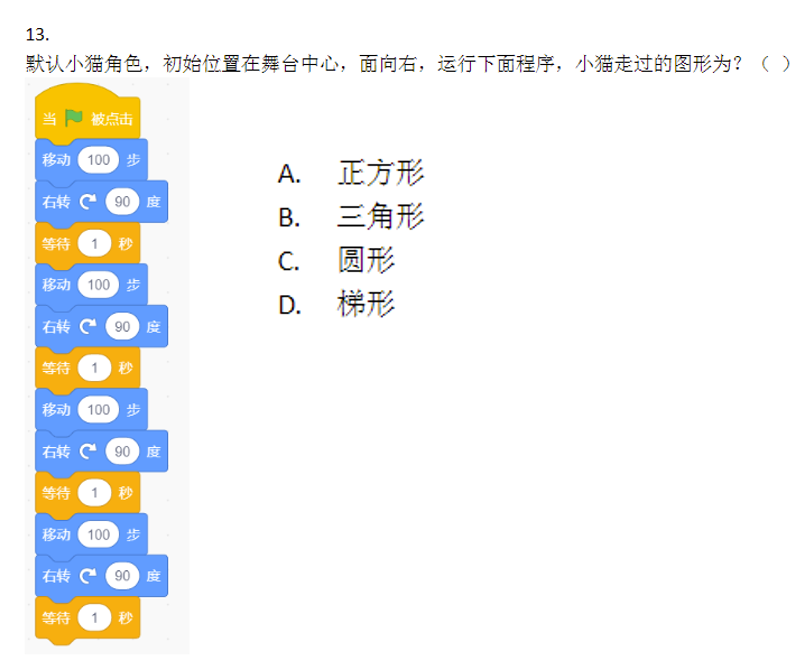 13.
默认小猫角色，初始位置在舞台中心，面向右，运行下面程序，小猫走过的图形为？（ ）
当 被点击
移动 100 步
右转 90 度
等待 1 秒
移动 100 步
右转 90 度
等待 1 秒
移动 100 步
右转 90 度
等待 1 秒
移动 100 步
右转 90 度
等待 1 秒
A. 正方形
B. 三角形
C. 圆形
D. 梯形